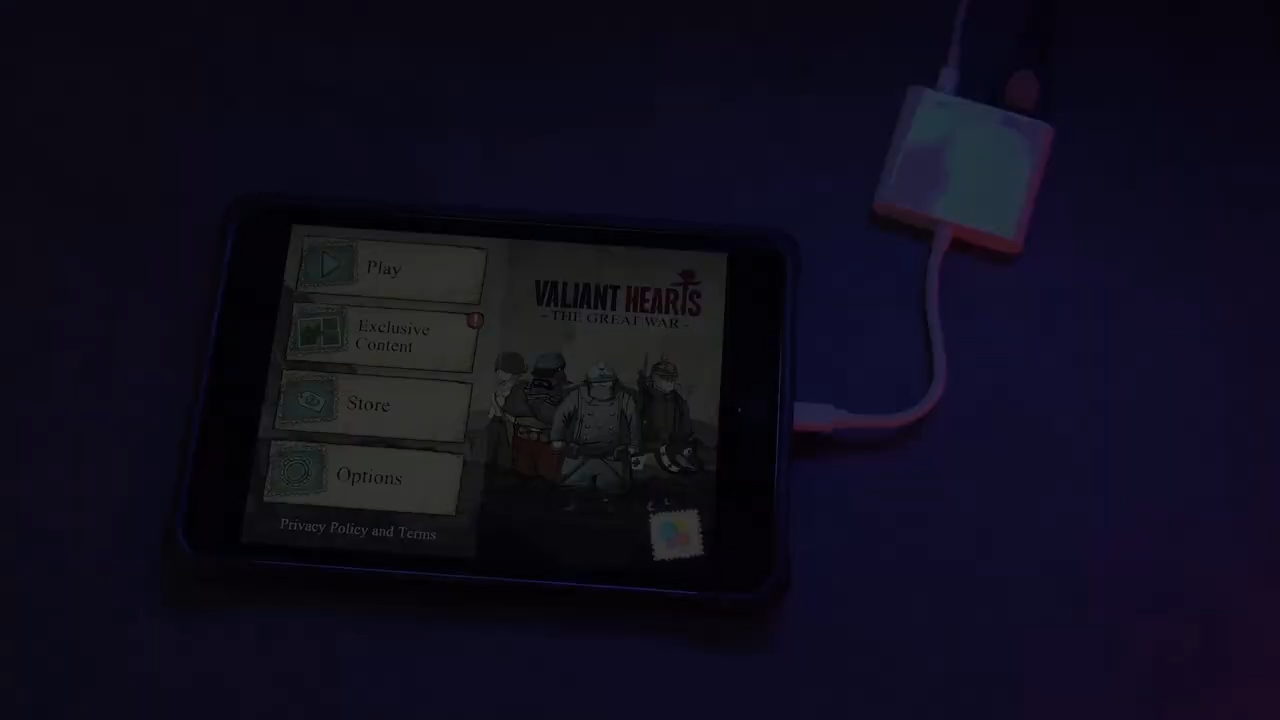 Play
Exclusive
Content
Store
Options
Privacy Policy and Terms
VALIANT HEARTS
- THE GREAT WAR -